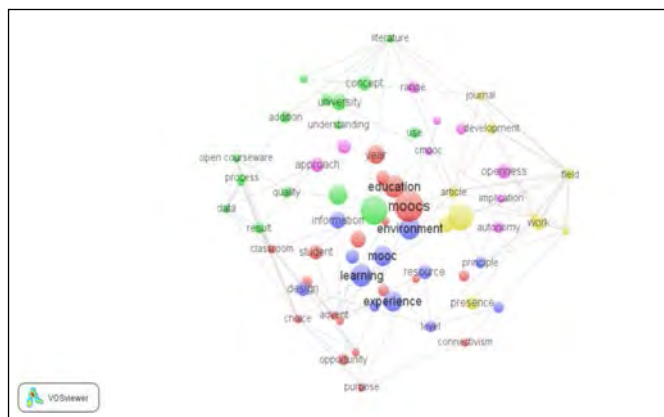 literature
concept
range
journal
university
addition
development
understanding
use
open courseware
year
cmooc
process
approach
openness
field
education
data
quality
article
implication
moocs
information
environment
autonomy
work
result
classroom
student
mooc
principle
learning
resource
design
experience
presence
choice
advent
level
connectivism
opportunity
purpose
VOSviewer